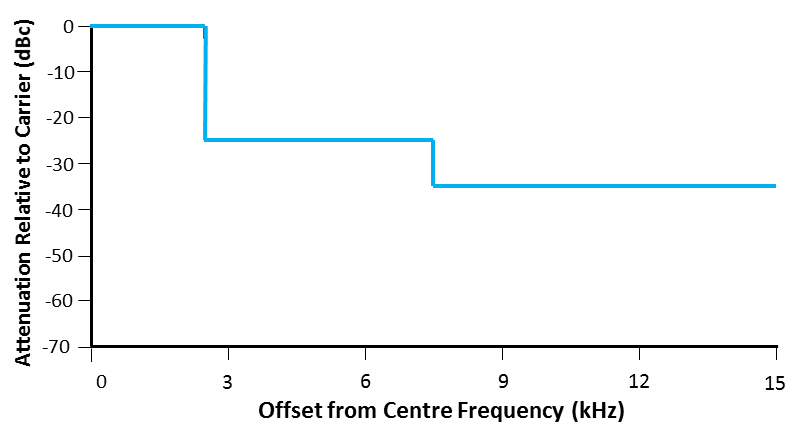 Attenuation Relative to Carrier (dBc)
0
-10
-20
-30
-40
-50
-60
-70
0 3 6 9 12 15
Offset from Centre Frequency (kHz)